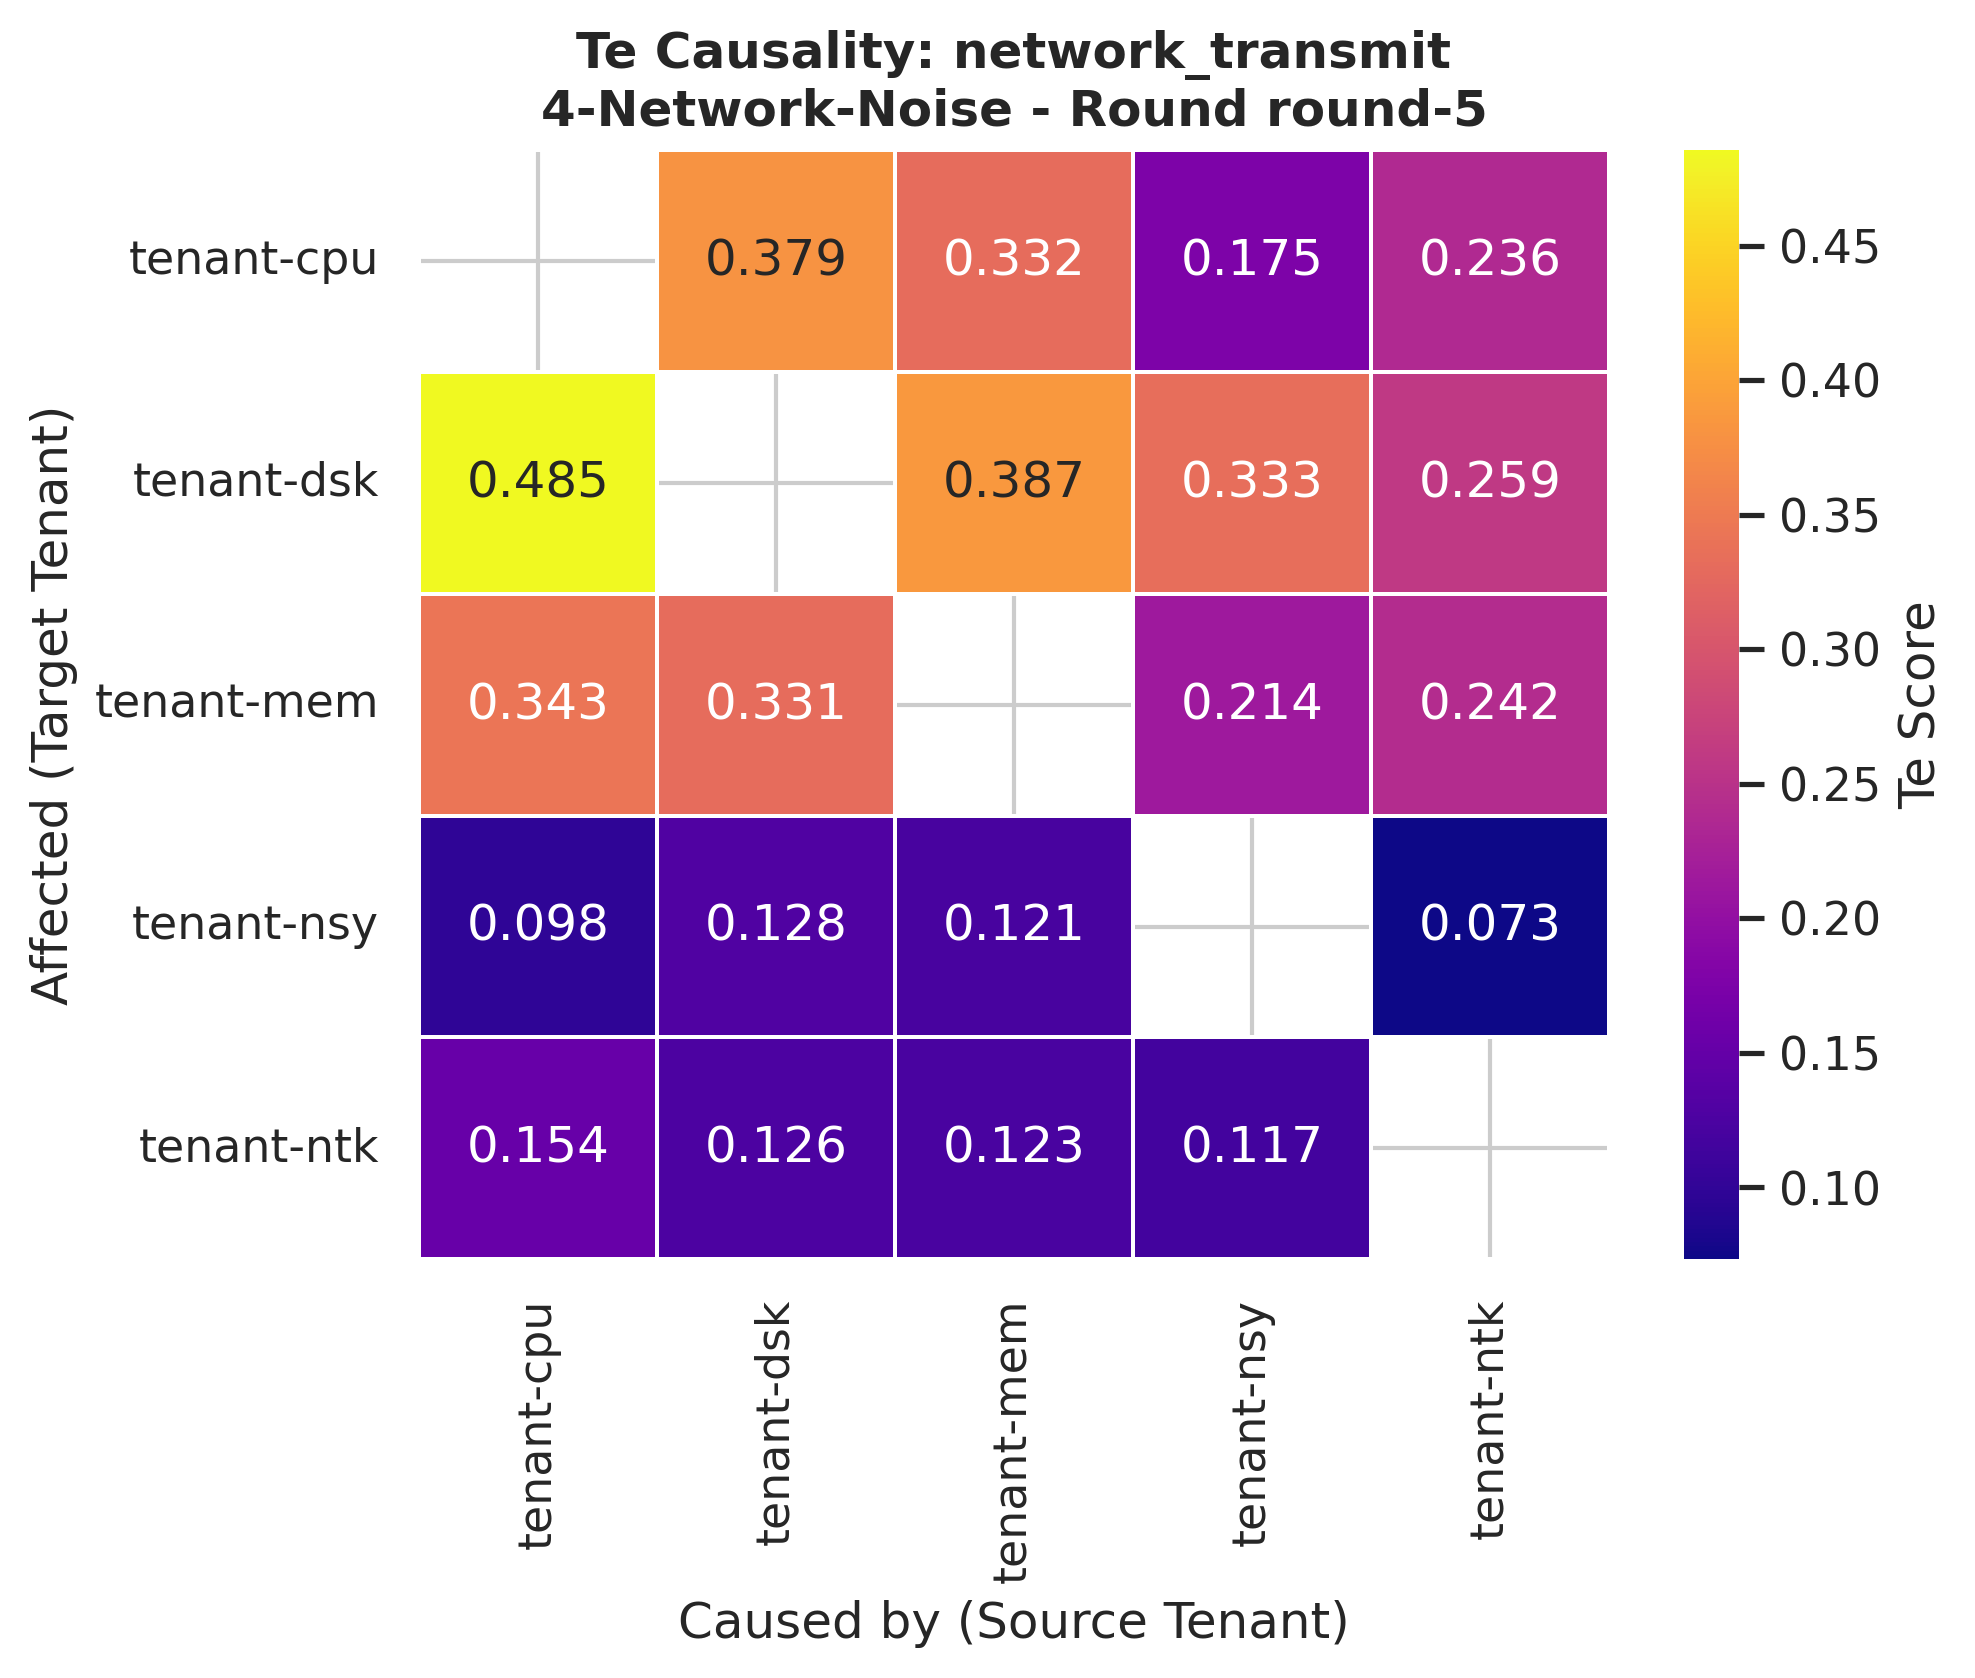 Te Causality: network_transmit
4-Network-Noise - Round round-5
Affected (Target Tenant)
tenant-cpu
0.379 0.332 0.175 0.236
tenant-dsk
0.485 0.387 0.333 0.259
tenant-mem
0.343 0.331 0.214 0.242
tenant-nsy
0.098 0.128 0.121 0.073
tenant-ntk
0.154 0.126 0.123 0.117
tenant-cpu
tenant-dsk
tenant-mem
tenant-nsy
tenant-ntk
Caused by (Source Tenant)
0.45
0.40
0.35
0.30
0.25
0.20
0.15
0.10
Te Score